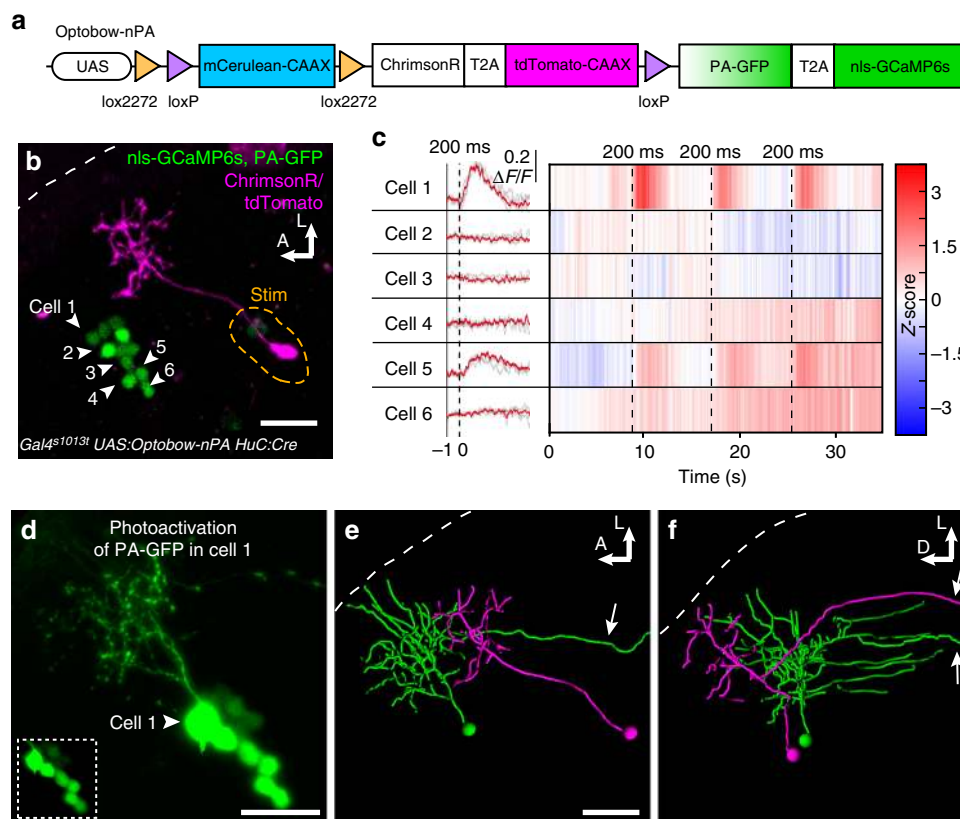 a
Optobow-nPA
UAS
mCerulean-CAAX
ChrimsonR
T2A
tdTomato-CAAX
PA-GFP
T2A
nls-GCaMP6s
lox2272
loxP
lox2272
loxP
b
nls-GCaMP6s, PA-GFP
ChrimsonR/
tdTomato
L
A
Stim
Cell 1
2
3
4
5
6
Gal4s1013t UAS:Optobow-nPA HuC:Cre
c
200 ms
0.2
ΔF/F
200 ms 200 ms 200 ms
Cell 1
Cell 2
Cell 3
Cell 4
Cell 5
Cell 6
−1 0
0 10 20 30
Time (s)
3
1.5
0
−1.5
−3
Z-score
d
Photoactivation
of PA-GFP in cell 1
Cell 1
e
L
A
f
L
D